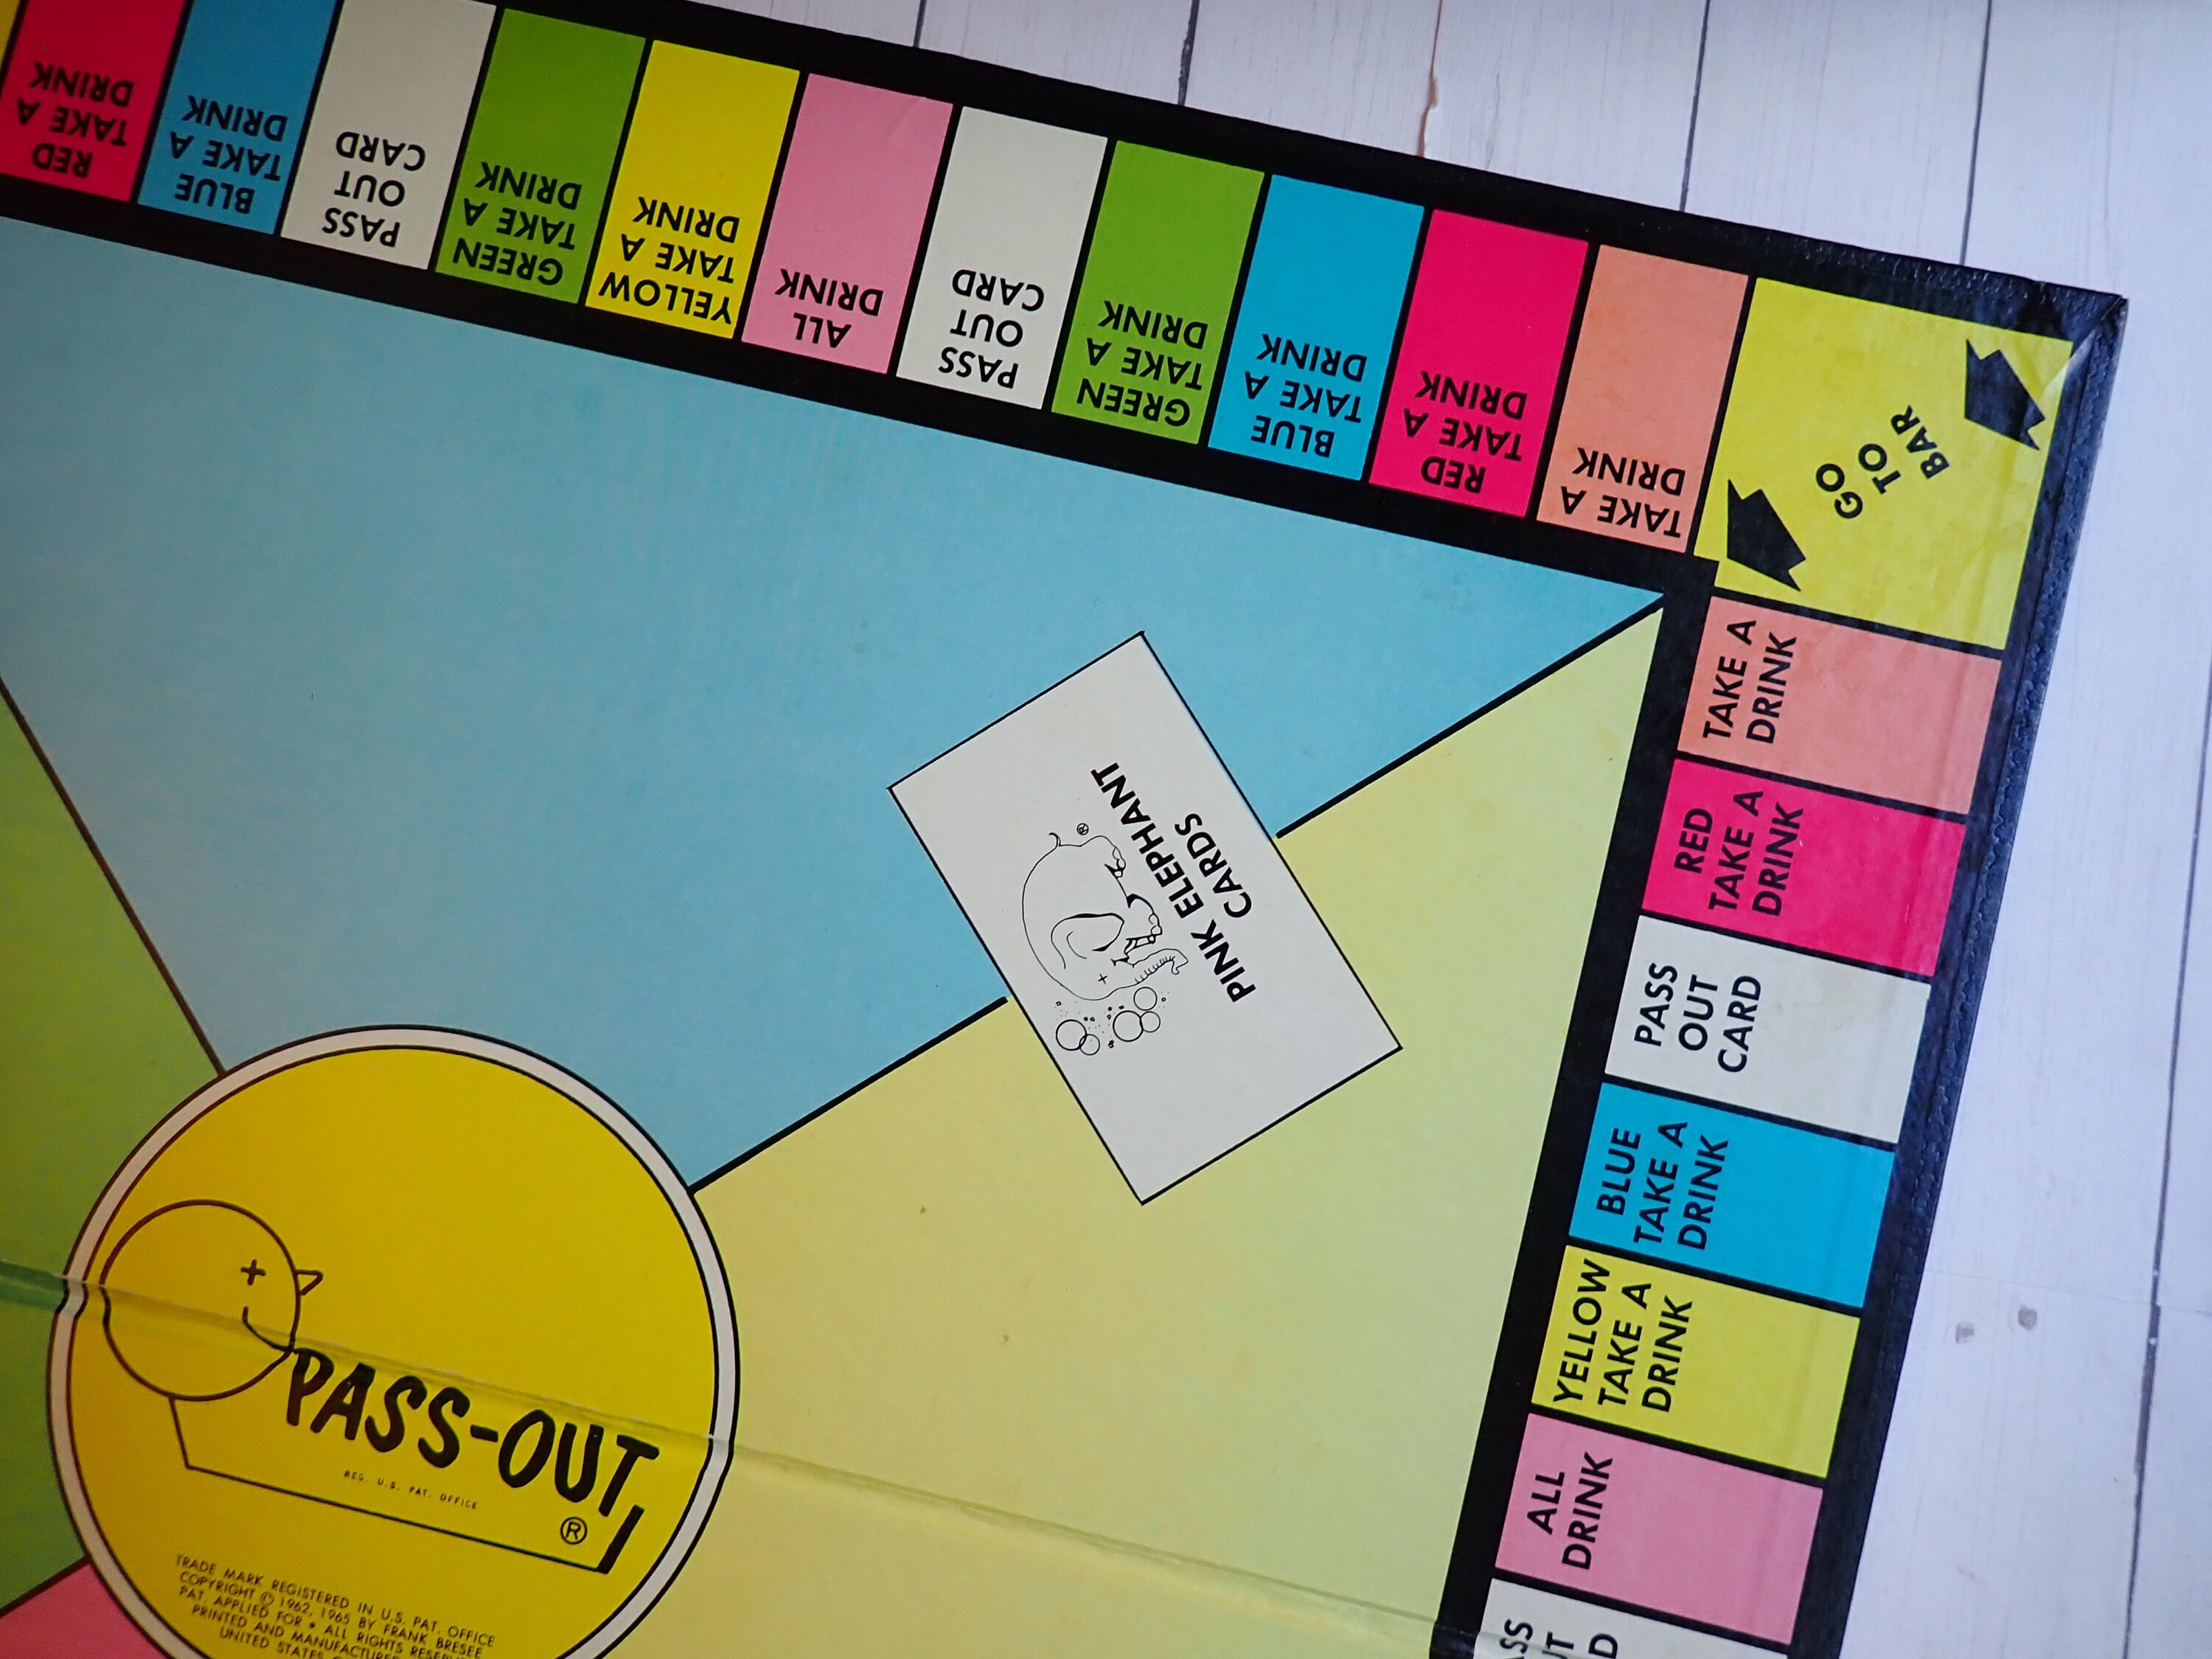 RED
TAKE A
DRINK
BLUE
TAKE A
DRINK
PASS
OUT
CARD
GREEN
TAKE A
DRINK
YELLOW
TAKE A
DRINK
ALL
DRINK
PASS
OUT
CARD
GREEN
TAKE A
DRINK
BLUE
TAKE A
DRINK
RED
TAKE A
DRINK
TAKE A
DRINK
GO
TO
BAR
TAKE A
DRINK
RED
TAKE A
DRINK
PASS
OUT
CARD
BLUE
TAKE A
DRINK
YELLOW
TAKE A
DRINK
ALL
DRINK
PINK ELEPHANT
CARDS
®
PASS-OUT
REG. U.S. PAT. OFFICE
®
TRADE MARK REGISTERED IN U.S. PAT. OFFICE
COPYRIGHT © 1962, 1965 BY FRANK BRESEE
PAT. APPLIED FOR • ALL RIGHTS
PRINTED AND
UNITED STATES